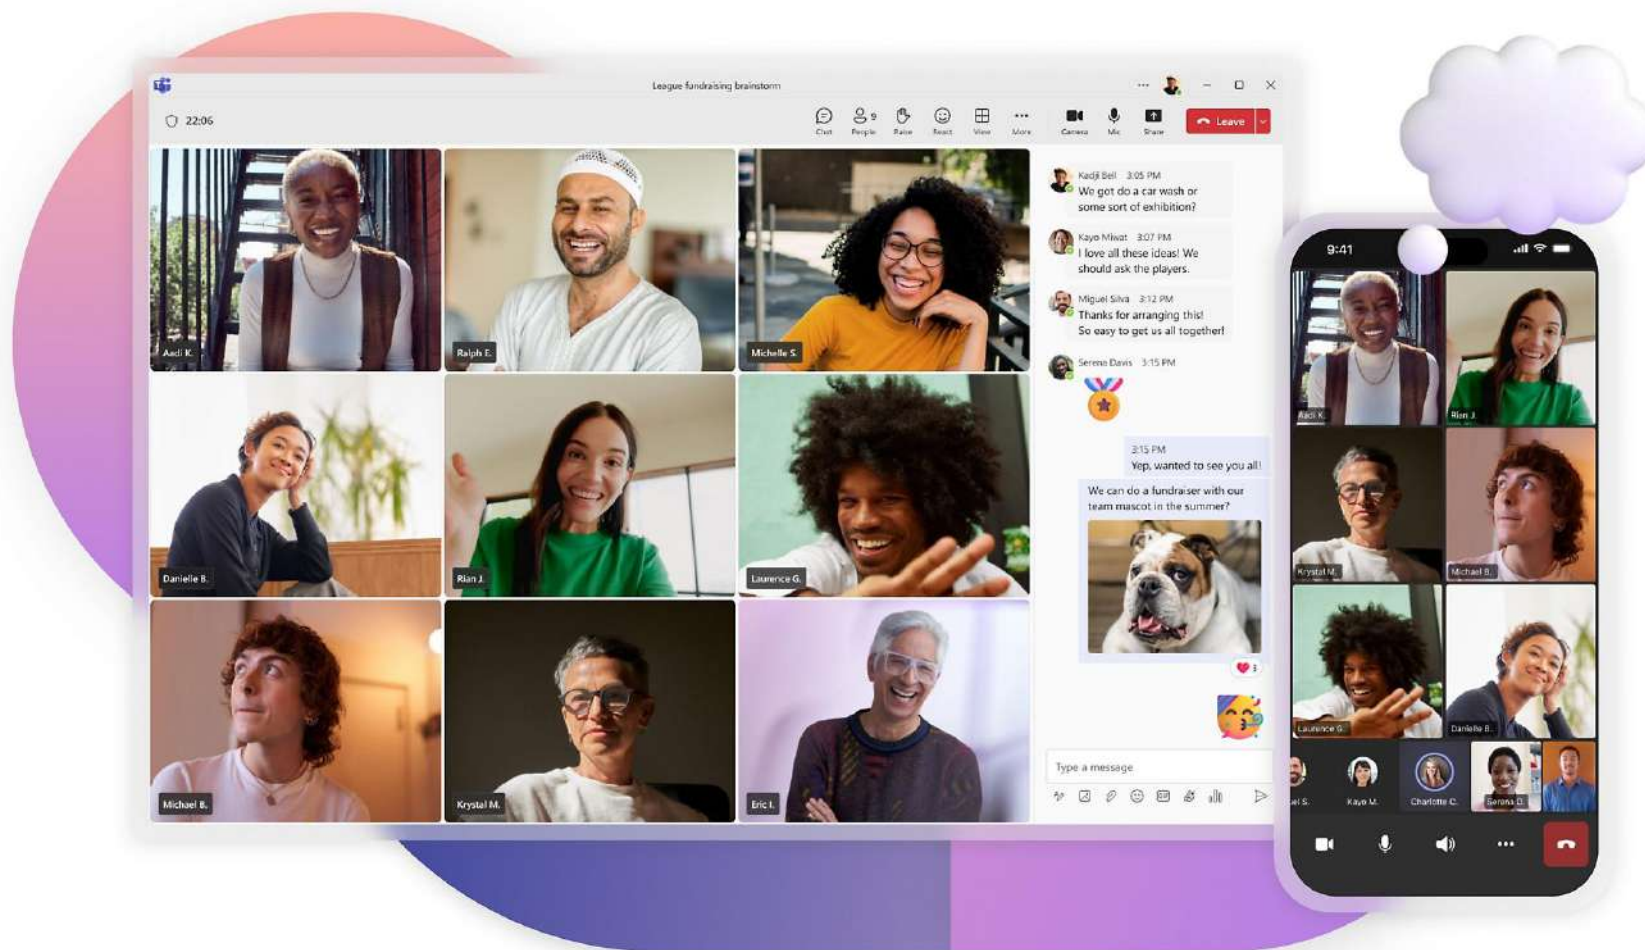 League fundraising brainstorm
22:06
Chat
People
9
Raise
React
View
More
Camera
Mic
Share
Leave
Aadi K.
Ralph E.
Michelle S.
Danielle B.
Rian J.
Laurence G.
Michael B.
Krystal M.
Eric I.
Kadji Bell 3:05 PM
We got do a car wash or
some sort of exhibition?
Kayo Miwat 3:07 PM
I love all these ideas! We
should ask the players.
Miguel Silva 3:12 PM
Thanks for arranging this!
So easy to get us all together!
Serena Davis 3:15 PM
3:15 PM
Yep, wanted to see you all!
We can do a fundraiser with our
team mascot in the summer?
3
Type a message
9:41
Aadi K.
Rian J.
Krystal M.
Michael B.
Laurence G.
Danielle B.
el S.
Kayo M.
Charlotte C.
Serena D.